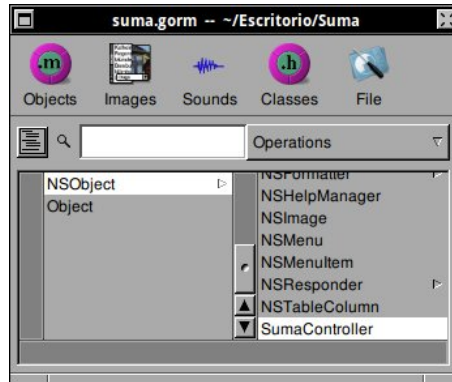 suma.gorm -- ~/Escritorio/Suma
.m
.h
Objects Images Sounds Classes File
Operations
NSObject
Object
NSFormatter
NSHelpManager
NSImage
NSMenu
NSMenuItem
NSResponder
NSTableColumn
SumaController